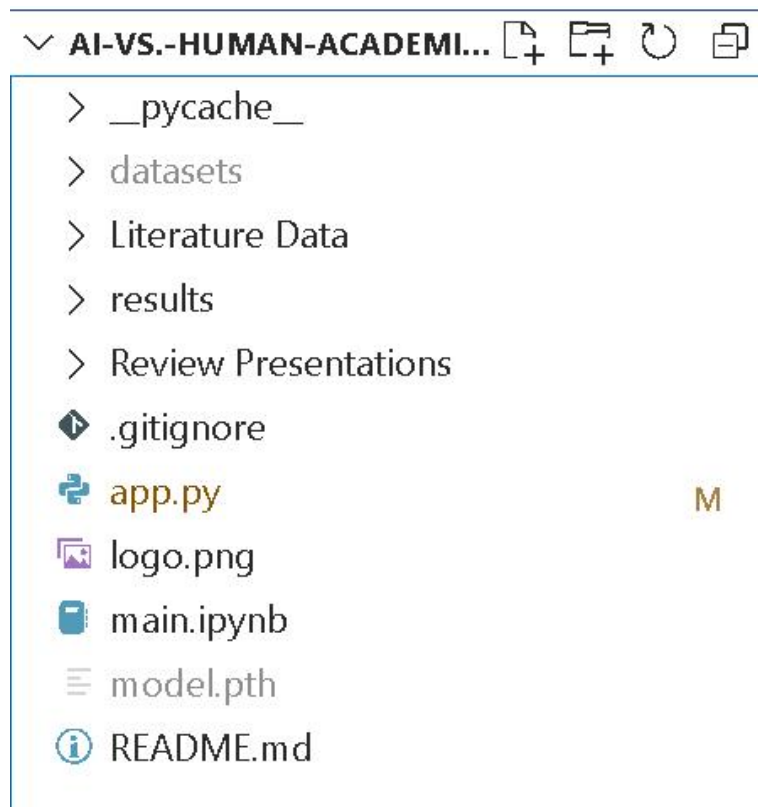 AI-VS.-HUMAN-ACADEMI...
__pycache__
datasets
Literature Data
results
Review Presentations
.gitignore
app.py M
logo.png
main.ipynb
model.pth
README.md